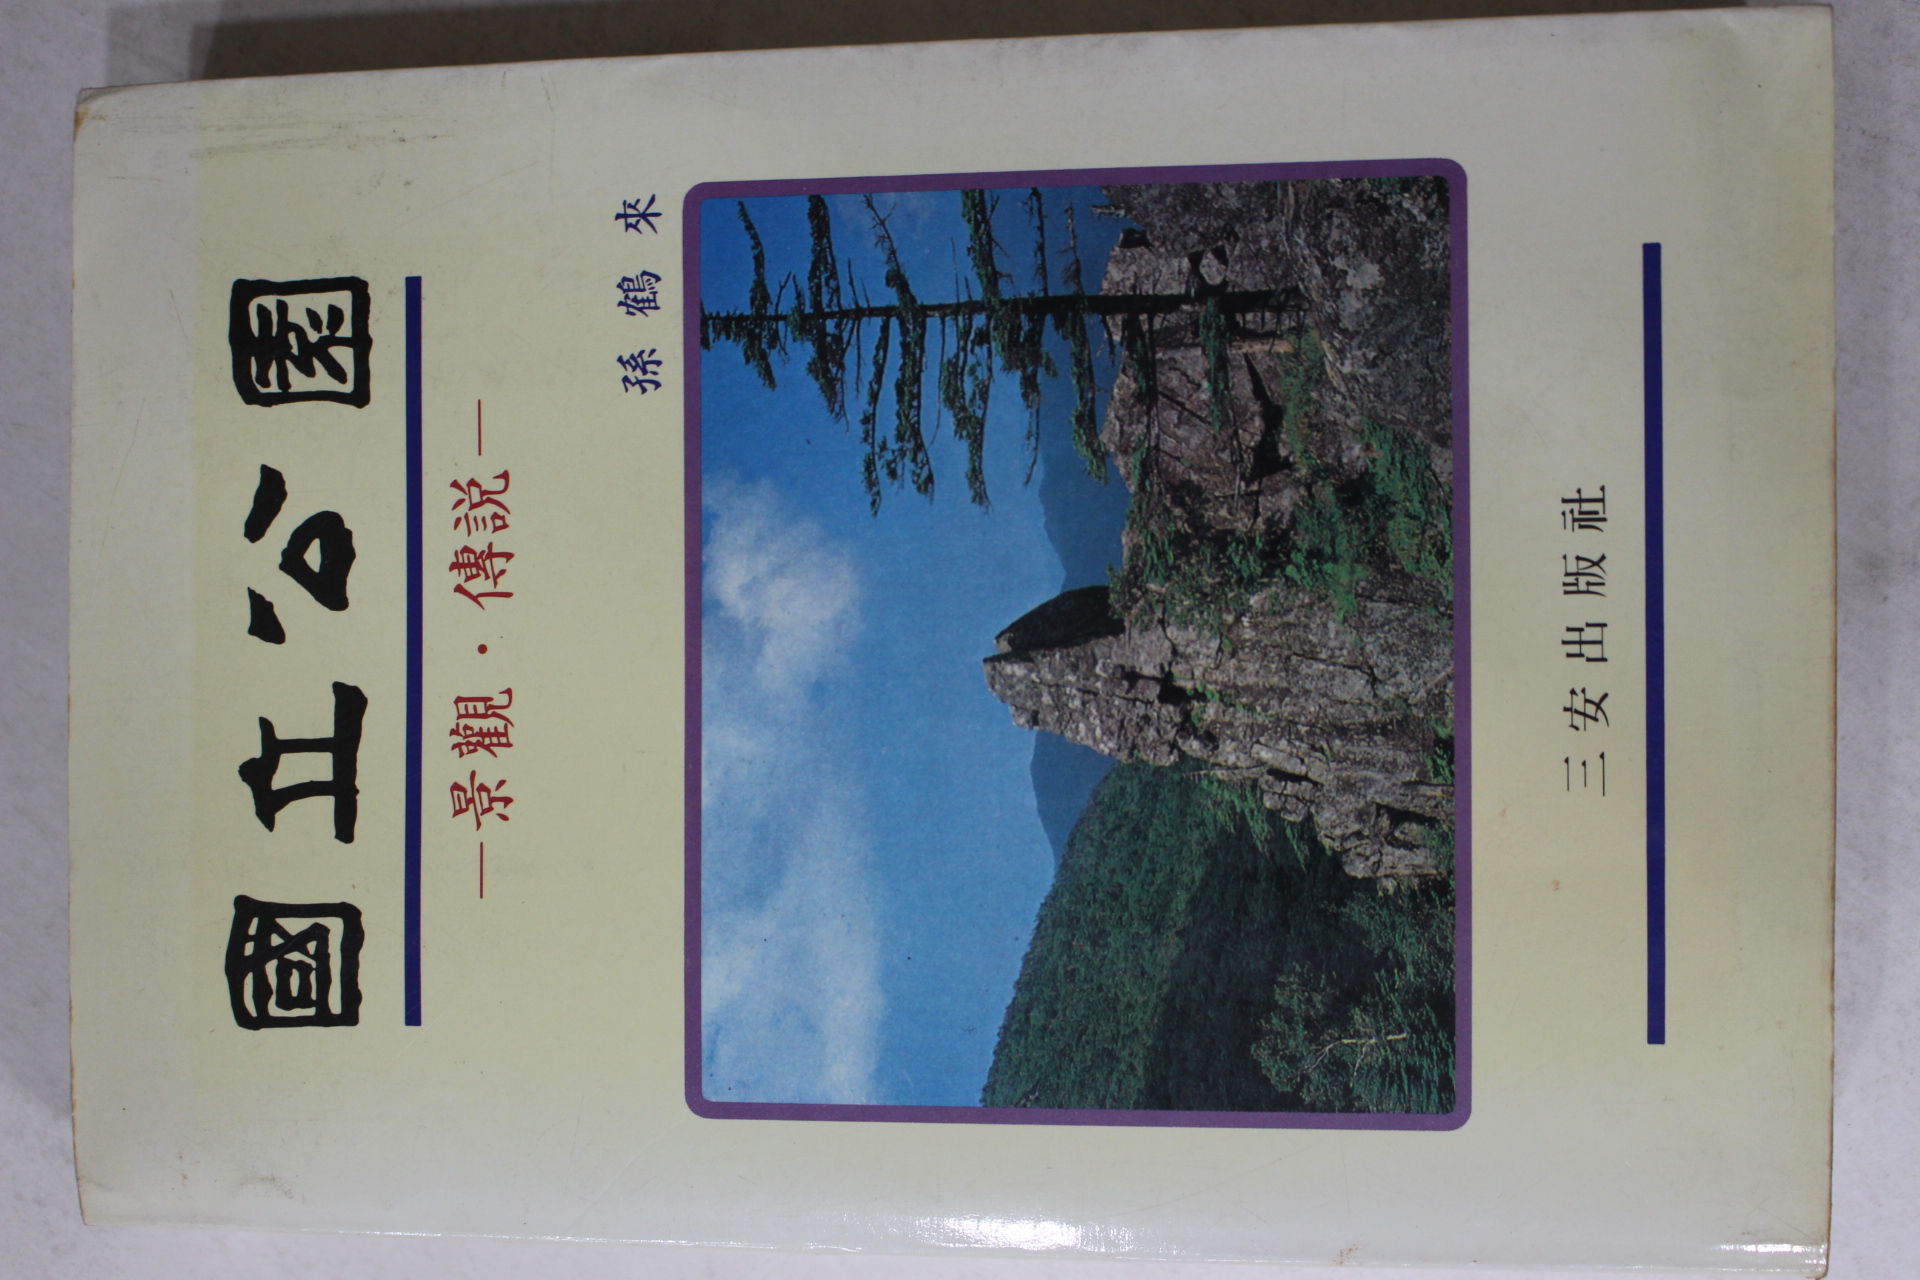 國立公園
—景觀·傳說—
孫鶴來
三安出版社